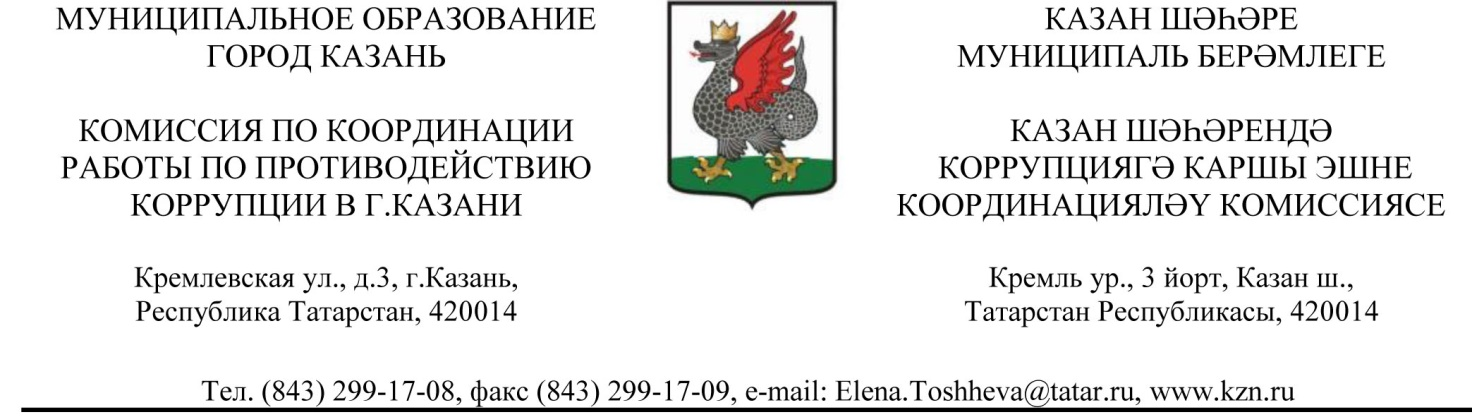 МУНИЦИПАЛЬНОЕ ОБРАЗОВАНИЕ
ГОРОД КАЗАНЬ
КОМИССИЯ ПО КООРДИНАЦИИ
РАБОТЫ ПО ПРОТИВОДЕЙСТВИЮ
КОРРУПЦИИ В Г.КАЗАНИ
Кремлевская ул., д.3, г.Казань,
Республика Татарстан, 420014
КАЗАН ШӘҺӘРЕ
МУНИЦИПАЛЬ БЕРӘМЛЕГЕ
КАЗАН ШӘҺӘРЕНДӘ
КОРРУПЦИЯГӘ КАРШЫ ЭШНЕ
КООРДИНАЦИЯЛӘҮ КОМИССИЯСЕ
Кремль ур., 3 йорт, Казан ш.,
Татарстан Республикасы, 420014
Тел. (843) 299-17-08, факс (843) 299-17-09, e-mail: Elena.Toshheva@tatar.ru, www.kzn.ru